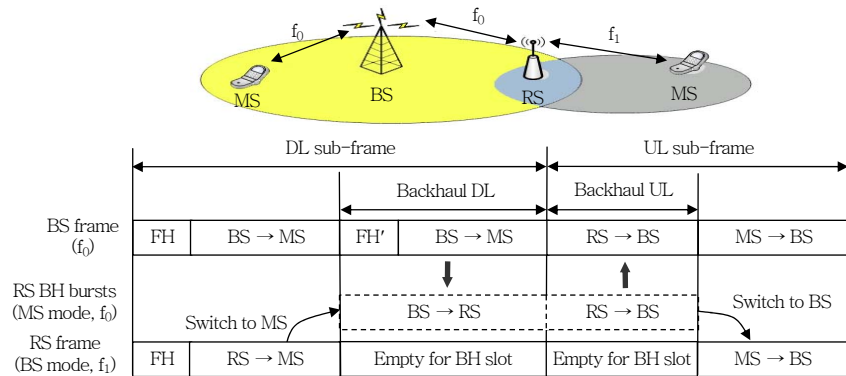 f0
f0
f1
MS
BS
RS
MS
DL sub-frame
UL sub-frame
Backhaul DL
Backhaul UL
BS frame
(f0)
FH
BS → MS
FH′
BS → MS
RS → BS
MS → BS
RS BH bursts
(MS mode, f0)
Switch to MS
BS → RS
RS → BS
Switch to BS
RS frame
(BS mode, f1)
FH
RS → MS
Empty for BH slot
Empty for BH slot
MS → BS